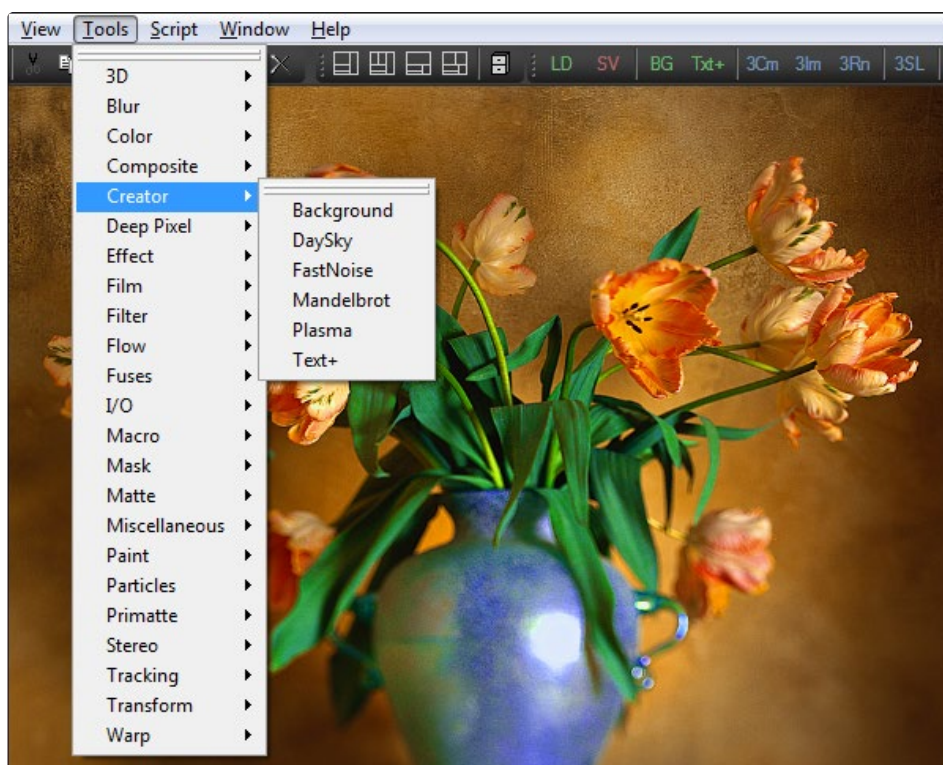 View Tools Script Window Help
LD SV BG Txt+ 3Cm 3Im 3Rn 3SL
3D
Blur
Color
Composite
Creator
Deep Pixel
Effect
Film
Filter
Flow
Fuses
I/O
Macro
Mask
Matte
Miscellaneous
Paint
Particles
Primatte
Stereo
Tracking
Transform
Warp
Background
DaySky
FastNoise
Mandelbrot
Plasma
Text+